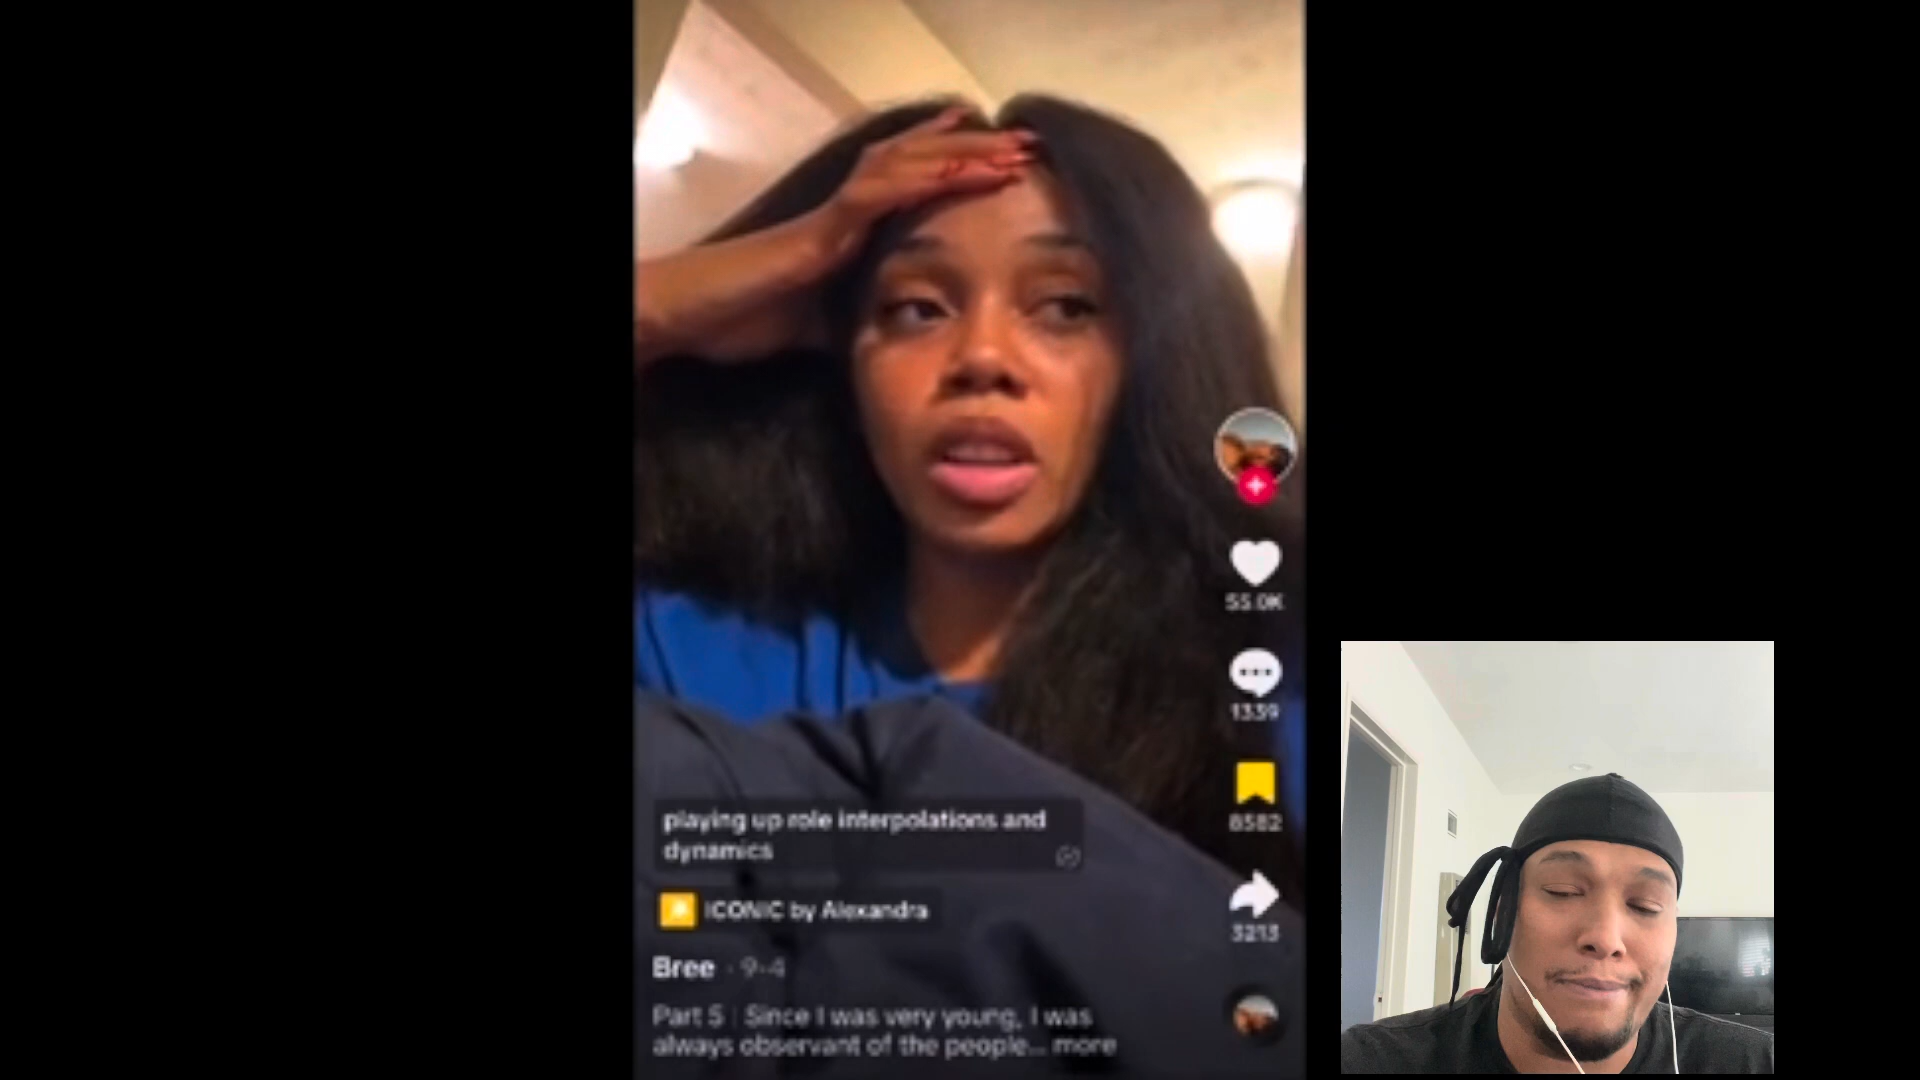 55.0K
1339
8582
3213
playing up role interpolations and
dynamics
ICONIC by Alexandra
Bree · 9-4
Part 5 | Since I was very young, I was
always observant of the people... more